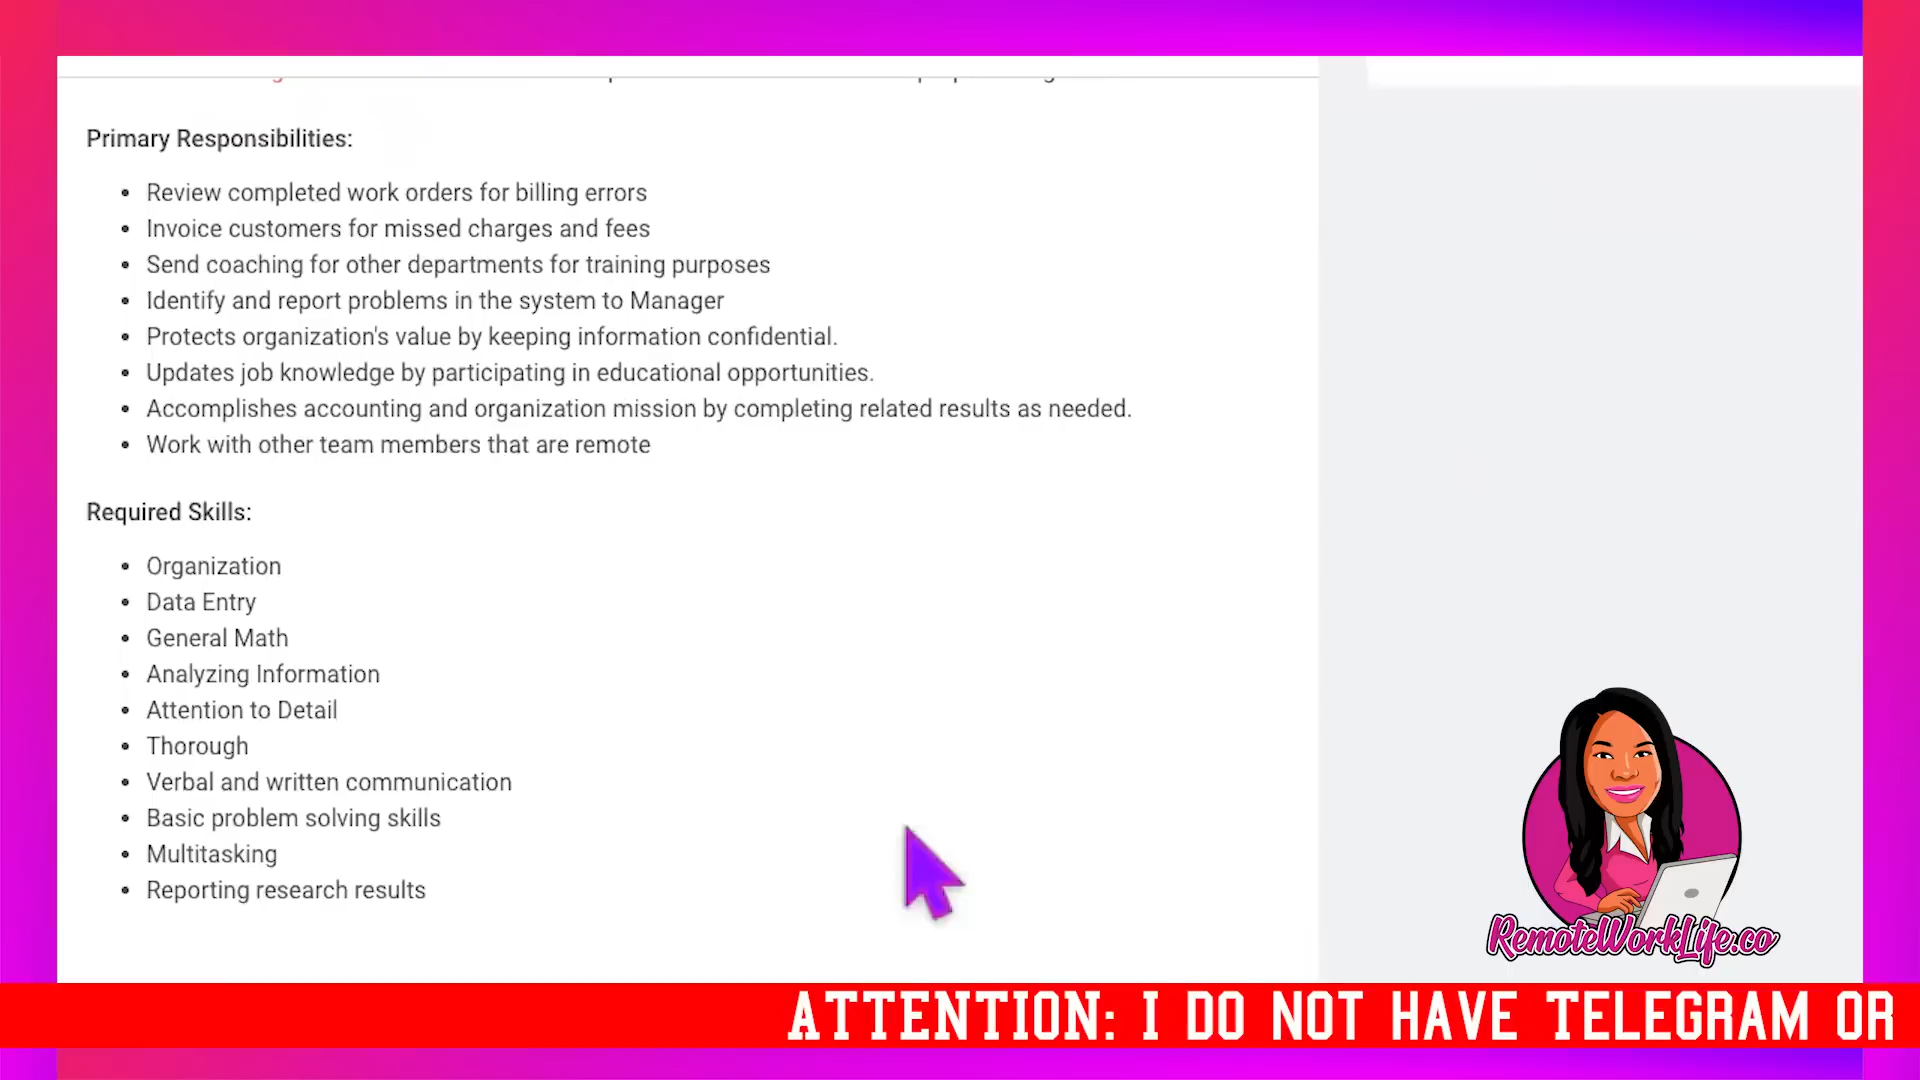 Primary Responsibilities:
Review completed work orders for billing errors
Invoice customers for missed charges and fees
Send coaching for other departments for training purposes
Identify and report problems in the system to Manager
Protects organization's value by keeping information confidential.
Updates job knowledge by participating in educational opportunities.
Accomplishes accounting and organization mission by completing related results as needed.
Work with other team members that are remote
Required Skills:
Organization
Data Entry
General Math
Analyzing Information
Attention to Detail
Thorough
Verbal and written communication
Basic problem solving skills
Multitasking
Reporting research results
RemoteWorkLife.co
ATTENTION: I DO NOT HAVE TELEGRAM OR